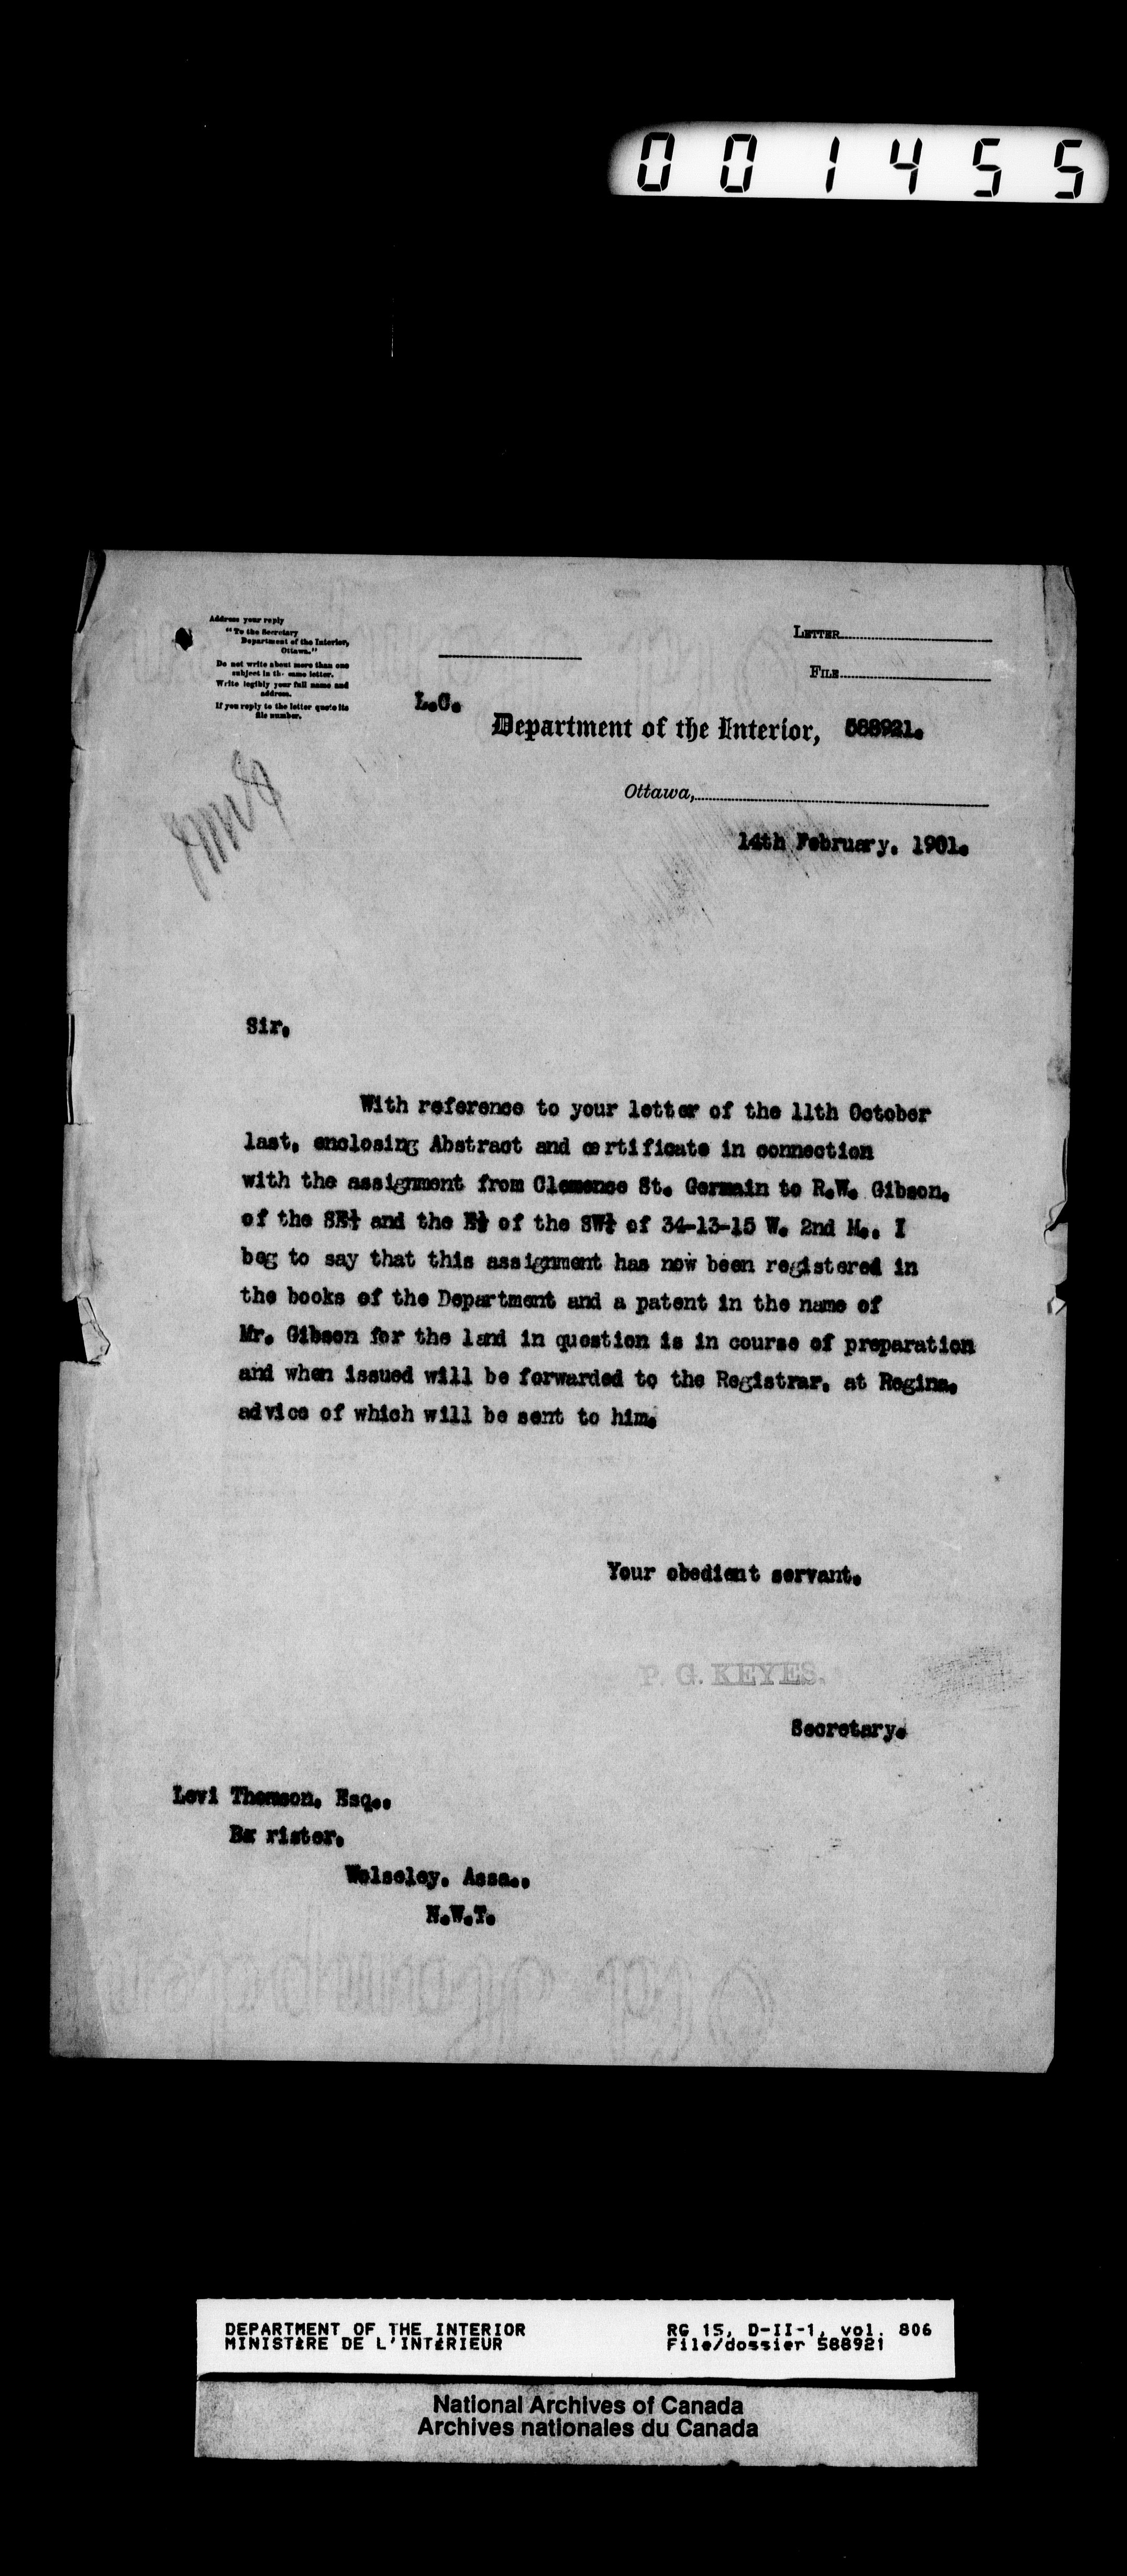 001455
Address your reply
"To the Secretary
Department of the Interior,
Ottawa."
Do not write about more than one
subject in the same letter.
Write legibly your full name and
address.
If you reply to the letter quote its
file number.
LETTER
FILE
L.C.
Department of the Interior, 588921.
Ottawa,
14th February, 1901.
Sir,
With reference to your letter of the 11th October
last, enclosing Abstract and certificate in connection
with the assignment from Clemence St. Germain to R.W. Gibson,
of the SE¼ and the E½ of the SW¼ of 34-13-15 W. 2nd M., I
beg to say that this assignment has now been registered in
the books of the Department and a patent in the name of
Mr. Gibson for the land in question is in course of preparation
and when issued will be forwarded to the Registrar, at Regina,
advice of which will be sent to him.
Your obedient servant,
P. G. KEYES.
Secretary.
Levi Thomson, Esq.,
Ba rister,
Wolseley, Assa.,
N.W.T.
DEPARTMENT OF THE INTERIOR RG 15, D-II-1, vol. 806
MINISTÈRE DE L'INTÉRIEUR File/dossier 588921
National Archives of Canada
Archives nationales du Canada